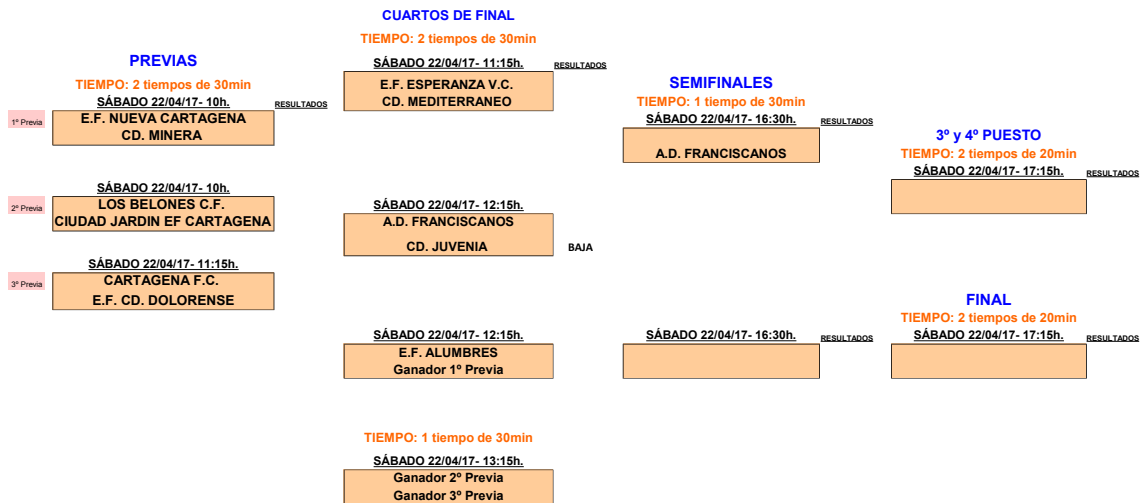 PREVIAS
TIEMPO: 2 tiempos de 30min
SÁBADO 22/04/17- 10h.
RESULTADOS
1º Previa
E.F. NUEVA CARTAGENA
CD. MINERA
SÁBADO 22/04/17- 10h.
2º Previa
LOS BELONES C.F.
CIUDAD JARDIN EF CARTAGENA
SÁBADO 22/04/17- 11:15h.
3º Previa
CARTAGENA F.C.
E.F. CD. DOLORENSE
CUARTOS DE FINAL
TIEMPO: 2 tiempos de 30min
SÁBADO 22/04/17- 11:15h.
RESULTADOS
E.F. ESPERANZA V.C.
CD. MEDITERRANEO
SÁBADO 22/04/17- 12:15h.
A.D. FRANCISCANOS
CD. JUVENIA
BAJA
SÁBADO 22/04/17- 12:15h.
E.F. ALUMBRES
Ganador 1º Previa
TIEMPO: 1 tiempo de 30min
SÁBADO 22/04/17- 13:15h.
Ganador 2º Previa
Ganador 3º Previa
SEMIFINALES
TIEMPO: 1 tiempo de 30min
SÁBADO 22/04/17- 16:30h.
RESULTADOS
A.D. FRANCISCANOS
SÁBADO 22/04/17- 16:30h.
RESULTADOS
3º y 4º PUESTO
TIEMPO: 2 tiempos de 20min
SÁBADO 22/04/17- 17:15h.
RESULTADOS
FINAL
TIEMPO: 2 tiempos de 20min
SÁBADO 22/04/17- 17:15h.
RESULTADOS